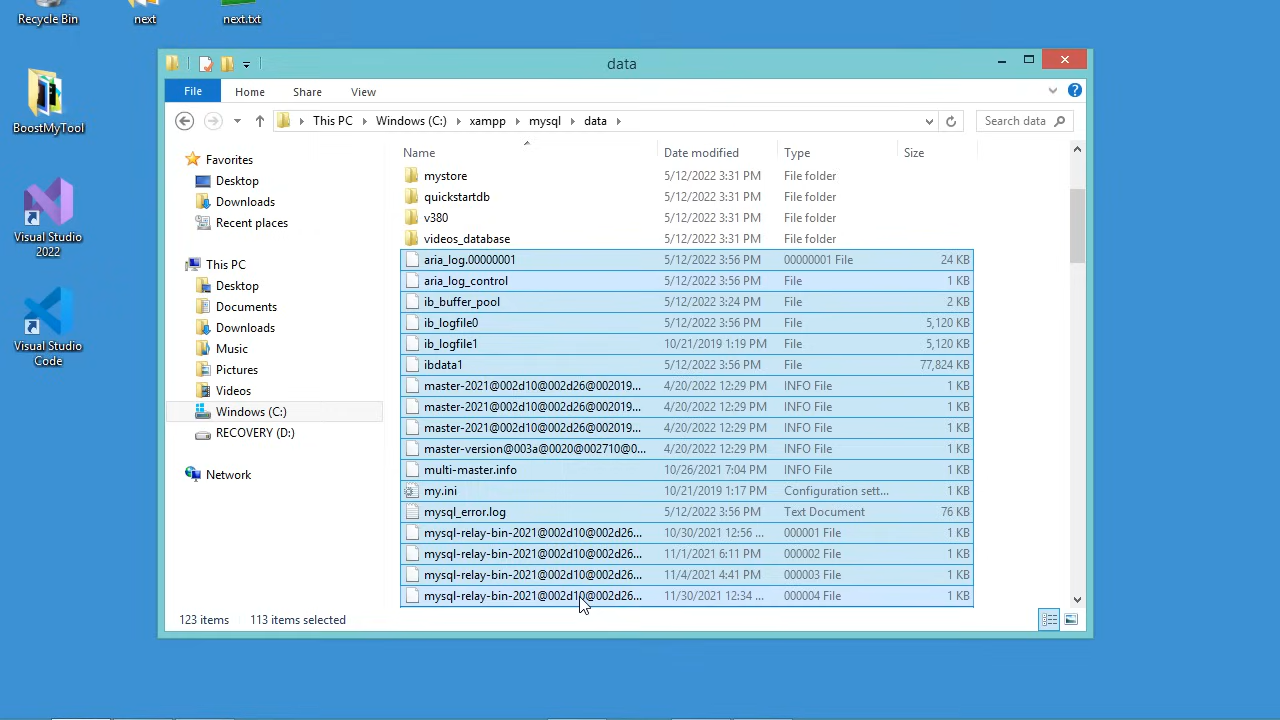 Recycle Bin
next
next.txt
BoostMyTool
Visual Studio
2022
Visual Studio
Code
data
File
Home
Share
View
This PC
Windows (C:)
xampp
mysql
data
Search data
Favorites
Desktop
Downloads
Recent places
This PC
Desktop
Documents
Downloads
Music
Pictures
Videos
Windows (C:)
RECOVERY (D:)
Network
Name Date modified Type Size
mystore 5/12/2022 3:31 PM File folder
quickstartdb 5/12/2022 3:31 PM File folder
v380 5/12/2022 3:31 PM File folder
videos_database 5/12/2022 3:31 PM File folder
aria_log.00000001 5/12/2022 3:56 PM 00000001 File 24 KB
aria_log_control 5/12/2022 3:56 PM File 1 KB
ib_buffer_pool 5/12/2022 3:24 PM File 2 KB
ib_logfile0 5/12/2022 3:56 PM File 5,120 KB
ib_logfile1 10/21/2019 1:19 PM File 5,120 KB
ibdata1 5/12/2022 3:56 PM File 77,824 KB
master-2021@002d10@002d26@002019... 4/20/2022 12:29 PM INFO File 1 KB
master-2021@002d10@002d26@002019... 4/20/2022 12:29 PM INFO File 1 KB
master-2021@002d10@002d26@002019... 4/20/2022 12:29 PM INFO File 1 KB
master-version@003a@0020@002710@0... 4/20/2022 12:29 PM INFO File 1 KB
multi-master.info 10/26/2021 7:04 PM INFO File 1 KB
my.ini 10/21/2019 1:17 PM Configuration sett... 1 KB
mysql_error.log 5/12/2022 3:56 PM Text Document 76 KB
mysql-relay-bin-2021@002d10@002d26... 10/30/2021 12:56 ... 000001 File 1 KB
mysql-relay-bin-2021@002d10@002d26... 11/1/2021 6:11 PM 000002 File 1 KB
mysql-relay-bin-2021@002d10@002d26... 11/4/2021 4:41 PM 000003 File 1 KB
mysql-relay-bin-2021@002d10@002d26... 11/30/2021 12:34 ... 000004 File 1 KB
123 items 113 items selected